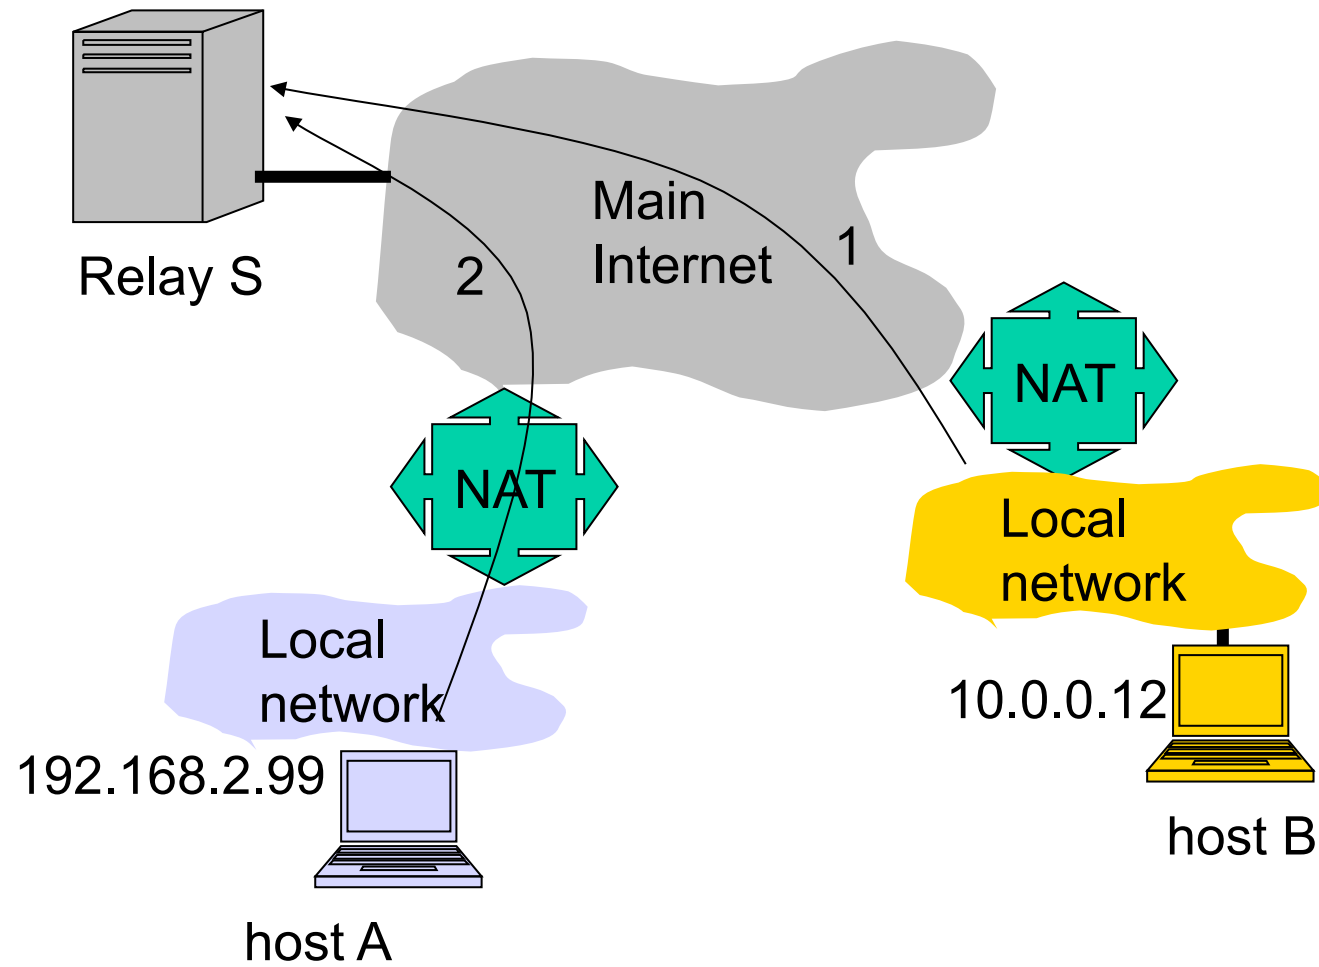 Main
Internet
1
2
Relay S
NAT
NAT
Local
network
Local
network
10.0.0.12
192.168.2.99
host B
host A